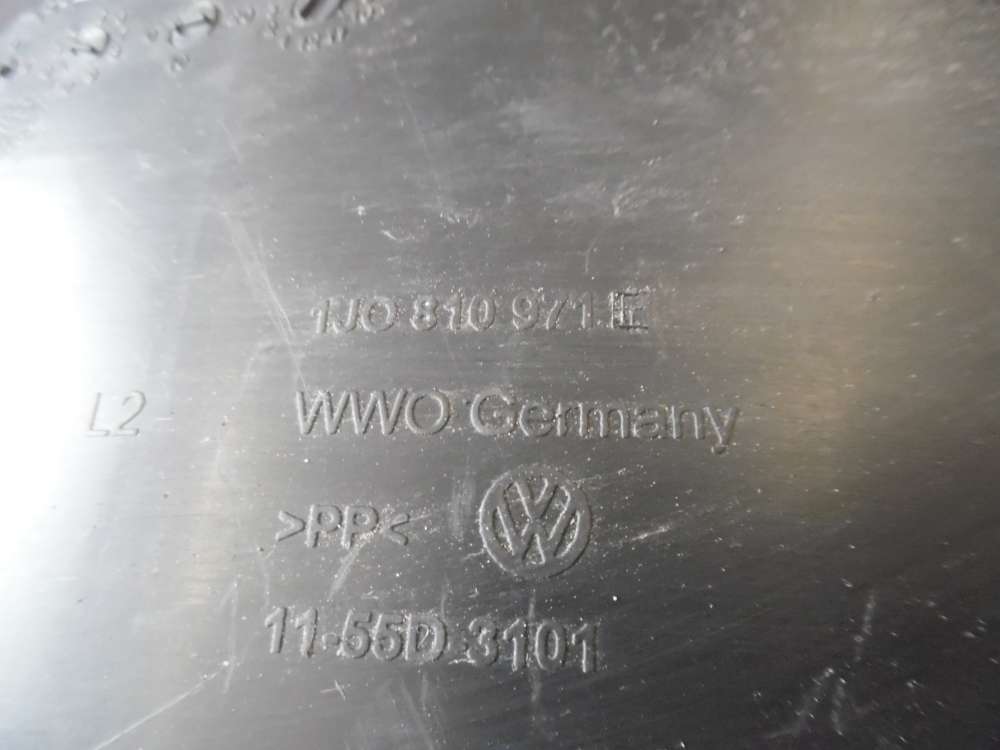 1J0 810 971 E
L2
WWO Germany
>PP<
11-55D 3101